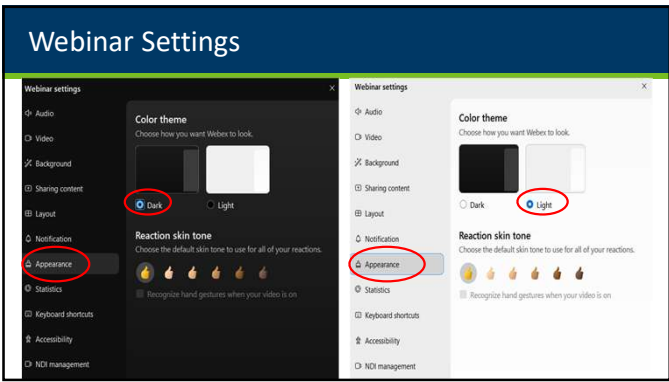 Webinar Settings
Webinar settings
Audio
Video
Background
Sharing content
Layout
Notification
Appearance
Statistics
Keyboard shortcuts
Accessibility
NDI management
Color theme
Choose how you want Webex to look.
Dark Light
Reaction skin tone
Choose the default skin tone to use for all of your reactions.
Recognize hand gestures when your video is on
Webinar settings
Audio
Video
Background
Sharing content
Layout
Notification
Appearance
Statistics
Keyboard shortcuts
Accessibility
NDI management
Color theme
Choose how you want Webex to look.
Dark Light
Reaction skin tone
Choose the default skin tone to use for all of your reactions.
Recognize hand gestures when your video is on